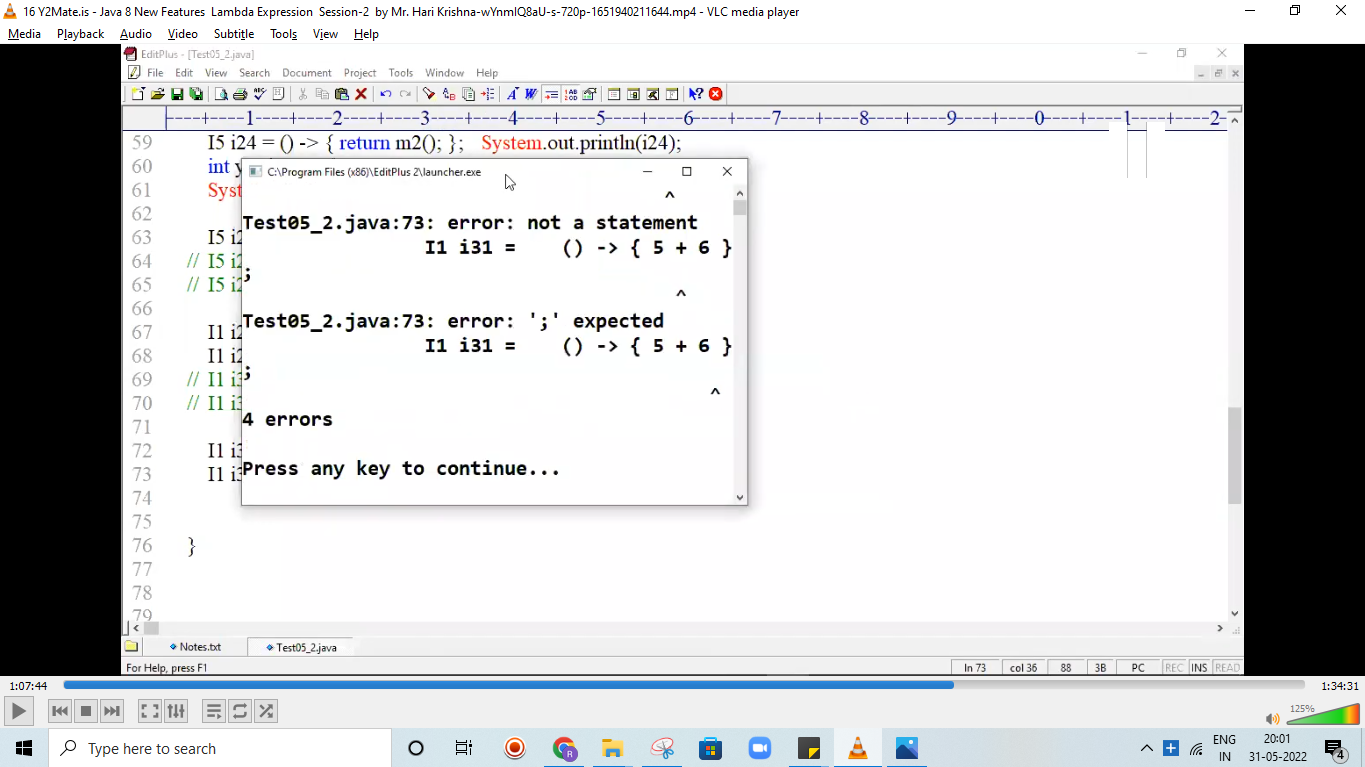 16 Y2Mate.is - Java 8 New Features  Lambda Expression  Session-2  by Mr. Hari Krishna-wYnmIQ8aU-s-720p-1651940211644.mp4 - VLC media player
Media Playback Audio Video Subtitle Tools View Help
EditPlus - [Test05_2.java]
File Edit View Search Document Project Tools Window Help
----+----1----+----2----+----3----+----4----+----5----+----6----+----7----+----8----+----9----+----0----+----1----+----2-
59 I5 i24 = () -> { return m2(); }; System.out.println(i24);
60 int y
61 Syst
62
63 I5 i2
64 // I5 i2
65 // I5 i2
66
67 I1 i2
68 I1 i2
69 // I1 i3
70 // I1 i3
71
72 I1 i3
73 I1 i3
74
75
76 }
77
78
79
C:\Program Files (x86)\EditPlus 2\launcher.exe
^
Test05_2.java:73: error: not a statement
I1 i31 = () -> { 5 + 6 }
;
^
Test05_2.java:73: error: ';' expected
I1 i31 = () -> { 5 + 6 }
;
^
4 errors
Press any key to continue...
Notes.txt Test05_2.java
For Help, press F1 ln 73 col 36 88 3B PC REC INS READ
1:07:44 1:34:31
125%
Type here to search
ENG 20:01
IN 31-05-2022 4